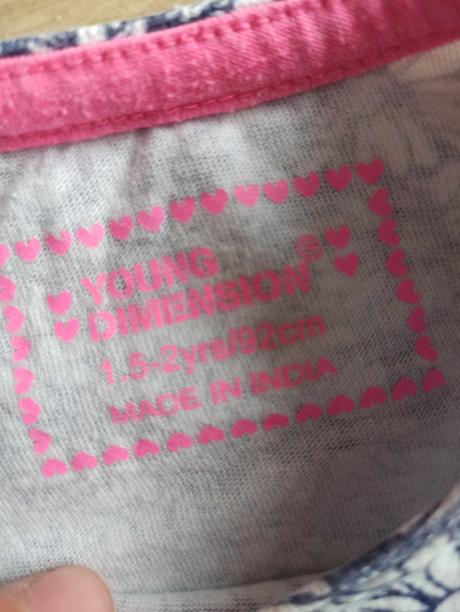 YOUNG
DIMENSION®
1.5-2yrs/92cm
MADE IN INDIA